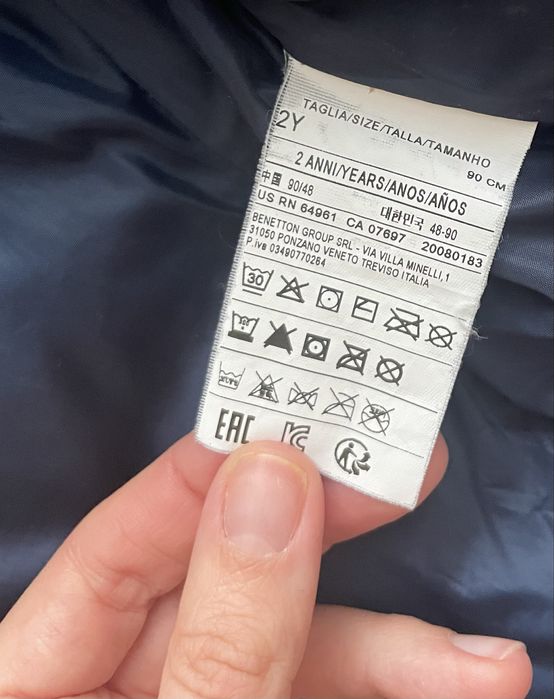 TAGLIA/SIZE/TALLA/TAMANHO
2Y 90 CM
2 ANNI/YEARS/ANOS/AÑOS
中国 90/48 대한민국 48-90
US RN 64961 CA 07697 20080183
BENETTON GROUP SRL - VIA VILLA MINELLI,1
31050 PONZANO VENETO TREVISO ITALIA
P.iva 03490770284
30
EAC